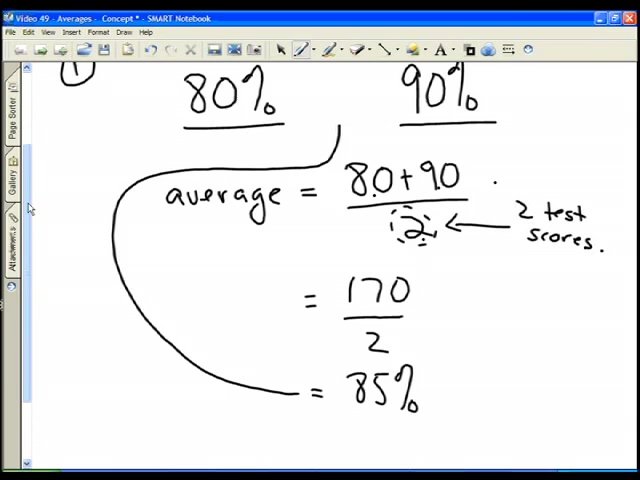 Video 49 - Averages - Concept * - SMART Notebook
File Edit View Insert Format Draw Help
Page Sorter
Gallery
Attachments
1
80% 90%
average = 80+90
2
2 test
scores.
= 170
2
= 85%